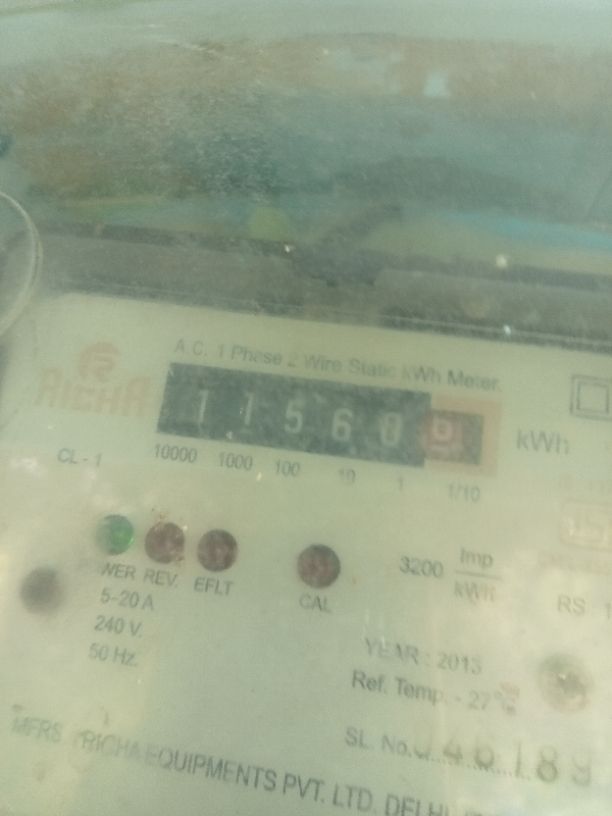 A.C. 1 Phase 2 Wire Static kWh Meter.
RICHA
1 1 5 6 0
kWh
CL - 1
10000 1000 100 10 1 1/10
WER REV. EFLT
CAL
3200 Imp
kWh
5-20 A
240 V.
50 Hz.
RS
YEAR : 2013
Ref. Temp. - 27°C
SL. No. 046189
MFRS : RICHA EQUIPMENTS PVT. LTD. DELHI